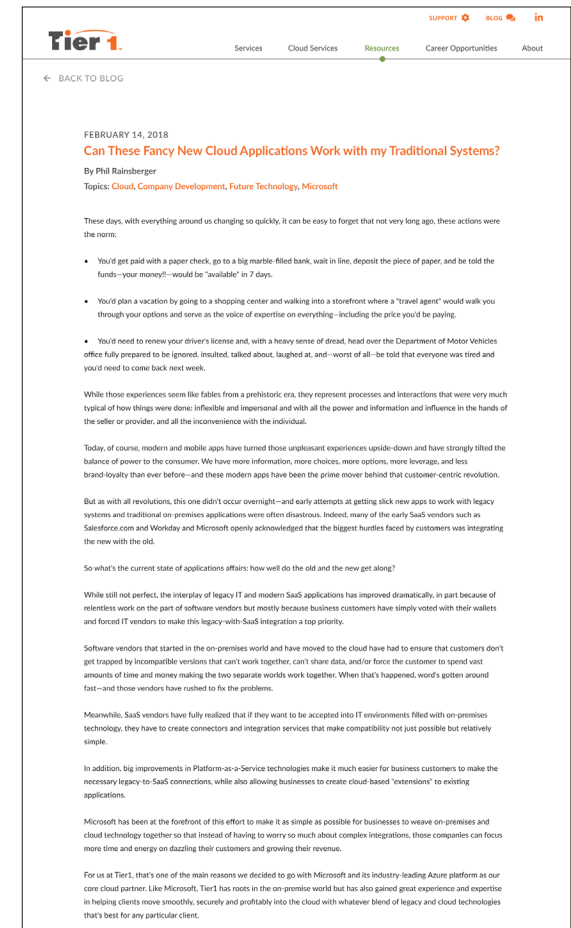 SUPPORT BLOG in
Tier 1
Services Cloud Services Resources Career Opportunities About
← BACK TO BLOG
FEBRUARY 14, 2018
Can These Fancy New Cloud Applications Work with my Traditional Systems?
By Phil Rainsberger
Topics: Cloud, Company Development, Future Technology, Microsoft
These days, with everything around us changing so quickly, it can be easy to forget that not very long ago, these actions were
the norm:
• You'd get paid with a paper check, go to a big marble-filled bank, wait in line, deposit the piece of paper, and be told the
funds—your money!!—would be "available" in 7 days.
• You'd plan a vacation by going to a shopping center and walking into a storefront where a "travel agent" would walk you
through your options and serve as the voice of expertise on everything—including the price you'd be paying.
• You'd need to renew your driver's license and, with a heavy sense of dread, head over the Department of Motor Vehicles
office fully prepared to be ignored, insulted, talked about, laughed at, and—worst of all—be told that everyone was tired and
you'd need to come back next week.
While those experiences seem like fables from a prehistoric era, they represent processes and interactions that were very much
typical of how things were done: inflexible and impersonal and with all the power and information and influence in the hands of
the seller or provider, and all the inconvenience with the individual.
Today, of course, modern and mobile apps have turned those unpleasant experiences upside-down and have strongly tilted the
balance of power to the consumer. We have more information, more choices, more options, more leverage, and less
brand-loyalty than ever before—and these modern apps have been the prime mover behind that customer-centric revolution.
But as with all revolutions, this one didn't occur overnight—and early attempts at getting slick new apps to work with legacy
systems and traditional on-premises applications were often disastrous. Indeed, many of the early SaaS vendors such as
Salesforce.com and Workday and Microsoft openly acknowledged that the biggest hurdles faced by customers was integrating
the new with the old.
So what's the current state of applications affairs: how well do the old and the new get along?
While still not perfect, the interplay of legacy IT and modern SaaS applications has improved dramatically, in part because of
relentless work on the part of software vendors but mostly because business customers have simply voted with their wallets
and forced IT vendors to make this legacy-with-SaaS integration a top priority.
Software vendors that started in the on-premises world and have moved to the cloud have had to ensure that customers don't
get trapped by incompatible versions that can't work together, can't share data, and/or force the customer to spend vast
amounts of time and money making the two separate worlds work together. When that's happened, word's gotten around
fast—and those vendors have rushed to fix the problems.
Meanwhile, SaaS vendors have fully realized that if they want to be accepted into IT environments filled with on-premises
technology, they have to create connectors and integration services that make compatibility not just possible but relatively
simple.
In addition, big improvements in Platform-as-a-Service technologies make it much easier for business customers to make the
necessary legacy-to-SaaS connections, while also allowing businesses to create cloud-based "extensions" to existing
applications.
Microsoft has been at the forefront of this effort to make it as simple as possible for businesses to weave on-premises and
cloud technology together so that instead of having to worry so much about complex integrations, those companies can focus
more time and energy on dazzling their customers and growing their revenue.
For us at Tier1, that's one of the main reasons we decided to go with Microsoft and its industry-leading Azure platform as our
core cloud partner. Like Microsoft, Tier1 has roots in the on-premise world but has also gained great experience and expertise
in helping clients move smoothly, securely and profitably into the cloud with whatever blend of legacy and cloud technologies
that's best for any particular client.